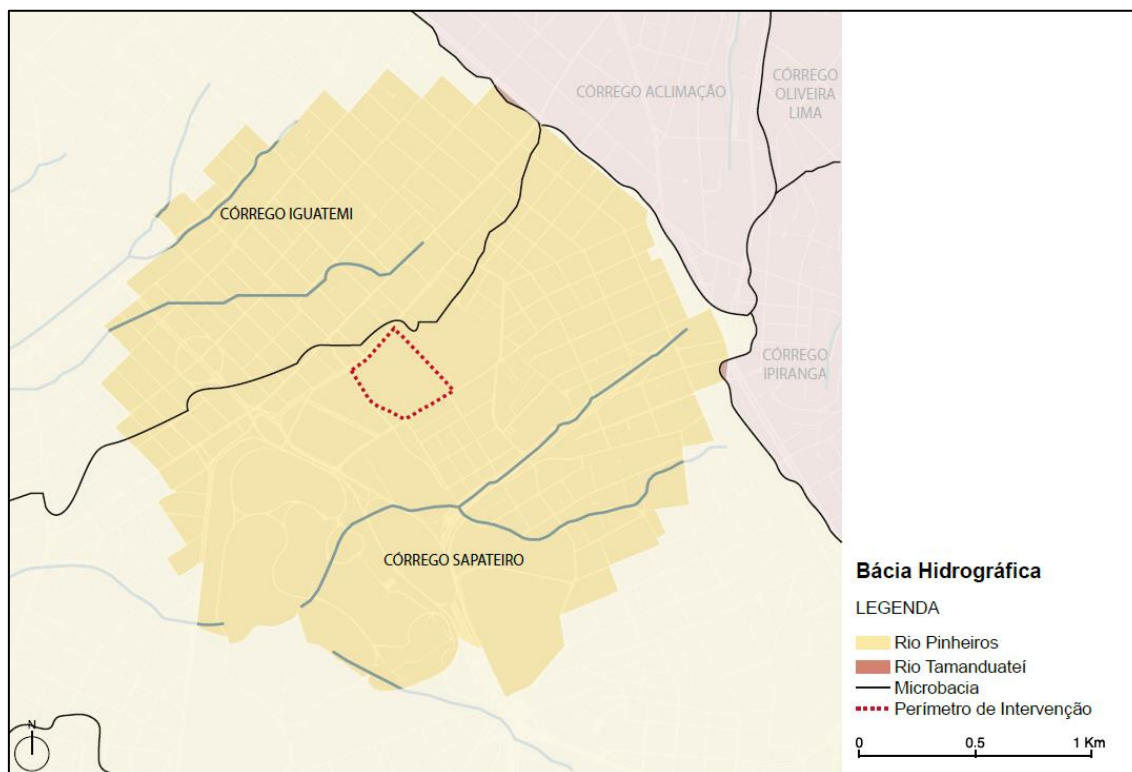 CÓRREGO ACLIMAÇÃO
CÓRREGO
OLIVEIRA
LIMA
CÓRREGO IGUATEMI
CÓRREGO
IPIRANGA
CÓRREGO SAPATEIRO
N
Bácia Hidrográfica
LEGENDA
Rio Pinheiros
Rio Tamanduateí
Microbacia
Perímetro de Intervenção
0 0.5 1 Km